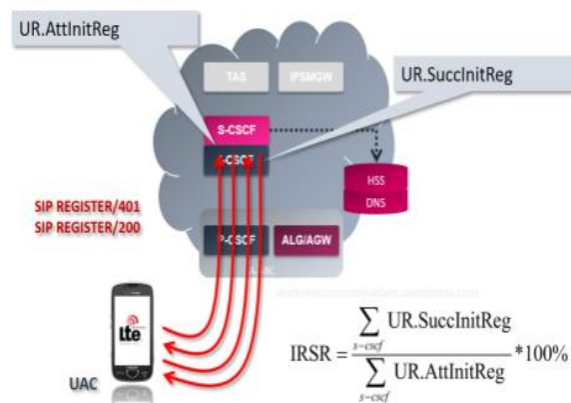 UR.AttInitReg
UR.SuccInitReg
TAS
IPSMGW
S-CSCF
HSS
DNS
SIP REGISTER/401
SIP REGISTER/200
P-CSCF
ALG/AGW
Lte
UAC
IRSR = ∑ s-cscf UR.SuccInitReg / ∑ s-cscf UR.AttInitReg *100%